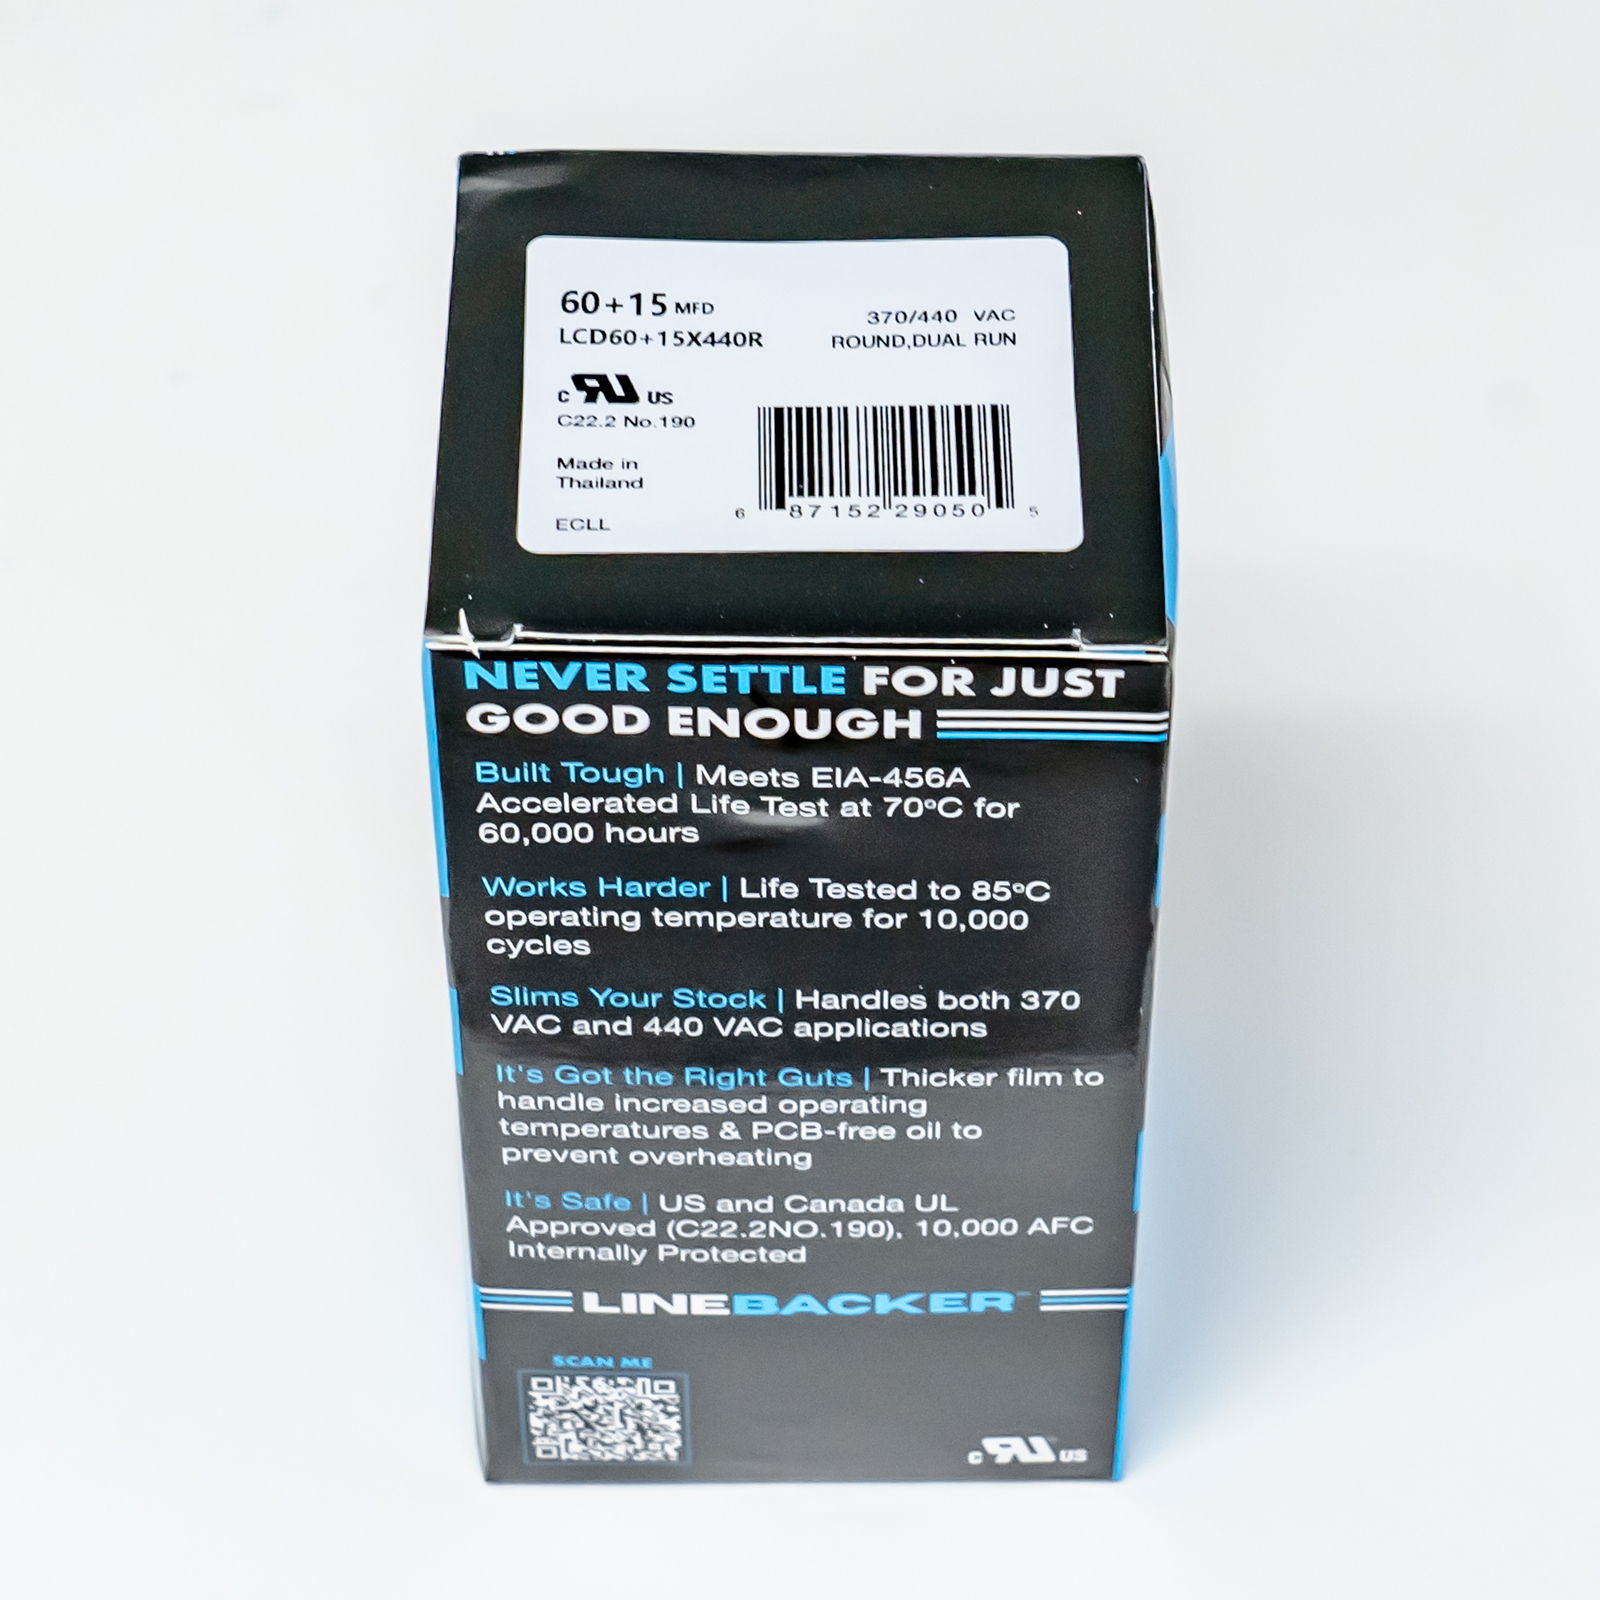 60+15 MFD
370/440 VAC
LCD60+15X440R
ROUND,DUAL RUN
c RU US
C22.2 No.190
Made in
Thailand
ECLL
6 87152 29050 5
NEVER SETTLE FOR JUST
GOOD ENOUGH
Built Tough | Meets EIA-456A
Accelerated Life Test at 70°C for
60,000 hours
Works Harder | Life Tested to 85°C
operating temperature for 10,000
cycles
Slims Your Stock | Handles both 370
VAC and 440 VAC applications
It's Got the Right Guts | Thicker film to
handle increased operating
temperatures & PCB-free oil to
prevent overheating
It's Safe | US and Canada UL
Approved (C22.2NO.190), 10,000 AFC
Internally Protected
LINEBACKER™
SCAN ME
c RU US